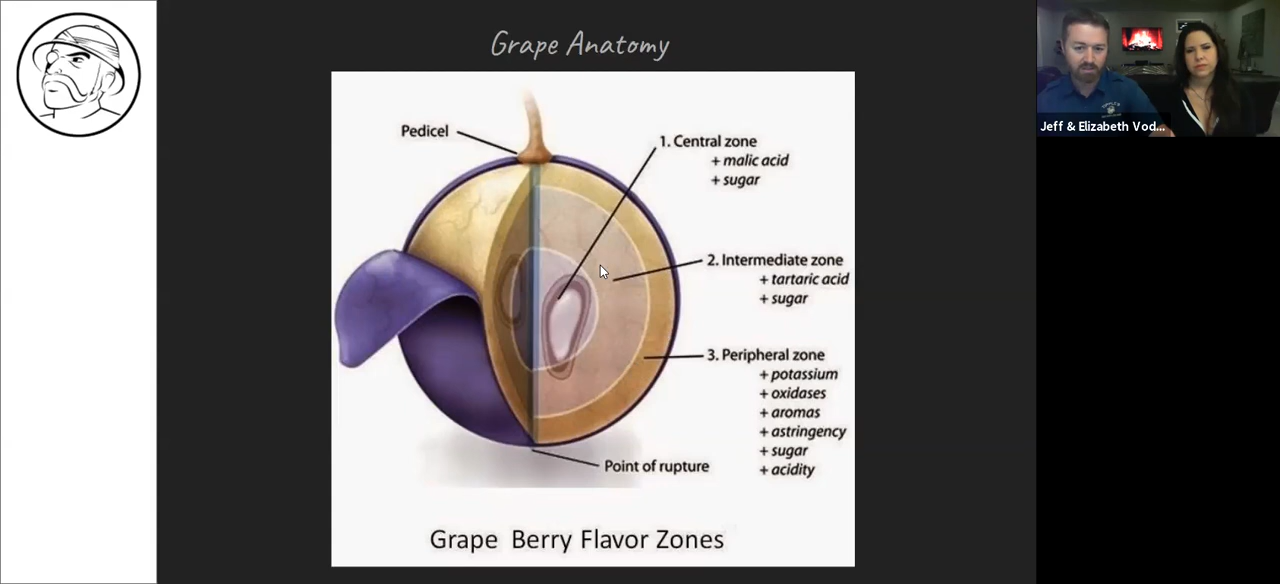 Grape Anatomy
Pedicel
1. Central zone
+ malic acid
+ sugar
2. Intermediate zone
+ tartaric acid
+ sugar
3. Peripheral zone
+ potassium
+ oxidases
+ aromas
+ astringency
+ sugar
+ acidity
Point of rupture
Grape Berry Flavor Zones
Jeff & Elizabeth Vod...